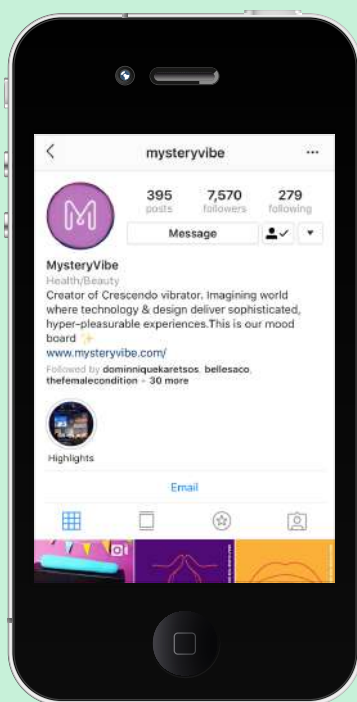 mysteryvibe
395 7,570 279
posts followers following
Message
MysteryVibe
Health/Beauty
Creator of Crescendo vibrator. Imagining world
where technology & design deliver sophisticated,
hyper-pleasurable experiences.This is our mood
board ✨
www.mysteryvibe.com/
Followed by dominniquekaretsos, bellesaco,
thefemalecondition - 30 more
Highlights
Email